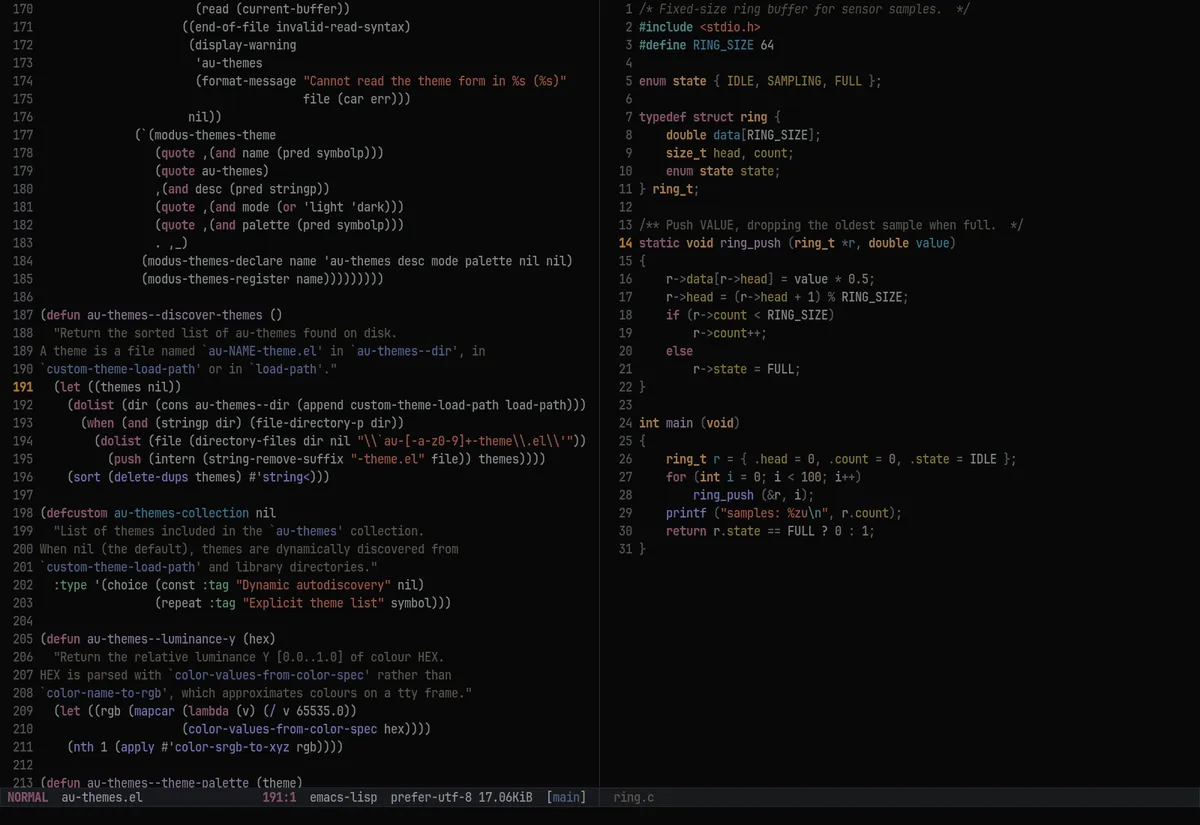 170                        (read (current-buffer))
171                      ((end-of-file invalid-read-syntax)
172                       (display-warning
173                        'au-themes
174                        (format-message "Cannot read the theme form in %s (%s)"
175                                        file (car err)))
176                       nil))
177               (`(modus-themes-theme
178                  (quote ,(and name (pred symbolp)))
179                  (quote au-themes)
180                  ,(and desc (pred stringp))
181                  (quote ,(and mode (or 'light 'dark)))
182                  (quote ,(and palette (pred symbolp)))
183                  . ,_)
184                (modus-themes-declare name 'au-themes desc mode palette nil nil)
185                (modus-themes-register name)))))))))
186
187 (defun au-themes--discover-themes ()
188   "Return the sorted list of au-themes found on disk.
189 A theme is a file named `au-NAME-theme.el' in `au-themes--dir', in
190 `custom-theme-load-path' or in `load-path'."
191   (let ((themes nil))
192     (dolist (dir (cons au-themes--dir (append custom-theme-load-path load-path)))
193       (when (and (stringp dir) (file-directory-p dir))
194         (dolist (file (directory-files dir nil "\\`au-[-a-z0-9]+-theme\\.el\\'"))
195           (push (intern (string-remove-suffix "-theme.el" file)) themes))))
196     (sort (delete-dups themes) #'string<)))
197
198 (defcustom au-themes-collection nil
199   "List of themes included in the `au-themes' collection.
200 When nil (the default), themes are dynamically discovered from
201 `custom-theme-load-path' and library directories."
202   :type '(choice (const :tag "Dynamic autodiscovery" nil)
203                  (repeat :tag "Explicit theme list" symbol)))
204
205 (defun au-themes--luminance-y (hex)
206   "Return the relative luminance Y [0.0..1.0] of colour HEX.
207 HEX is parsed with `color-values-from-color-spec' rather than
208 `color-name-to-rgb', which approximates colours on a tty frame."
209   (let ((rgb (mapcar (lambda (v) (/ v 65535.0))
210                      (color-values-from-color-spec hex))))
211     (nth 1 (apply #'color-srgb-to-xyz rgb))))
212
213 (defun au-themes--theme-palette (theme)
NORMAL  au-themes.el                  191:1  emacs-lisp  prefer-utf-8 17.06KiB  [main]
1 /* Fixed-size ring buffer for sensor samples.  */
2 #include <stdio.h>
3 #define RING_SIZE 64
4
5 enum state { IDLE, SAMPLING, FULL };
6
7 typedef struct ring {
8     double data[RING_SIZE];
9     size_t head, count;
10     enum state state;
11 } ring_t;
12
13 /** Push VALUE, dropping the oldest sample when full.  */
14 static void ring_push (ring_t *r, double value)
15 {
16     r->data[r->head] = value * 0.5;
17     r->head = (r->head + 1) % RING_SIZE;
18     if (r->count < RING_SIZE)
19         r->count++;
20     else
21         r->state = FULL;
22 }
23
24 int main (void)
25 {
26     ring_t r = { .head = 0, .count = 0, .state = IDLE };
27     for (int i = 0; i < 100; i++)
28         ring_push (&r, i);
29     printf ("samples: %zu\n", r.count);
30     return r.state == FULL ? 0 : 1;
31 }
ring.c